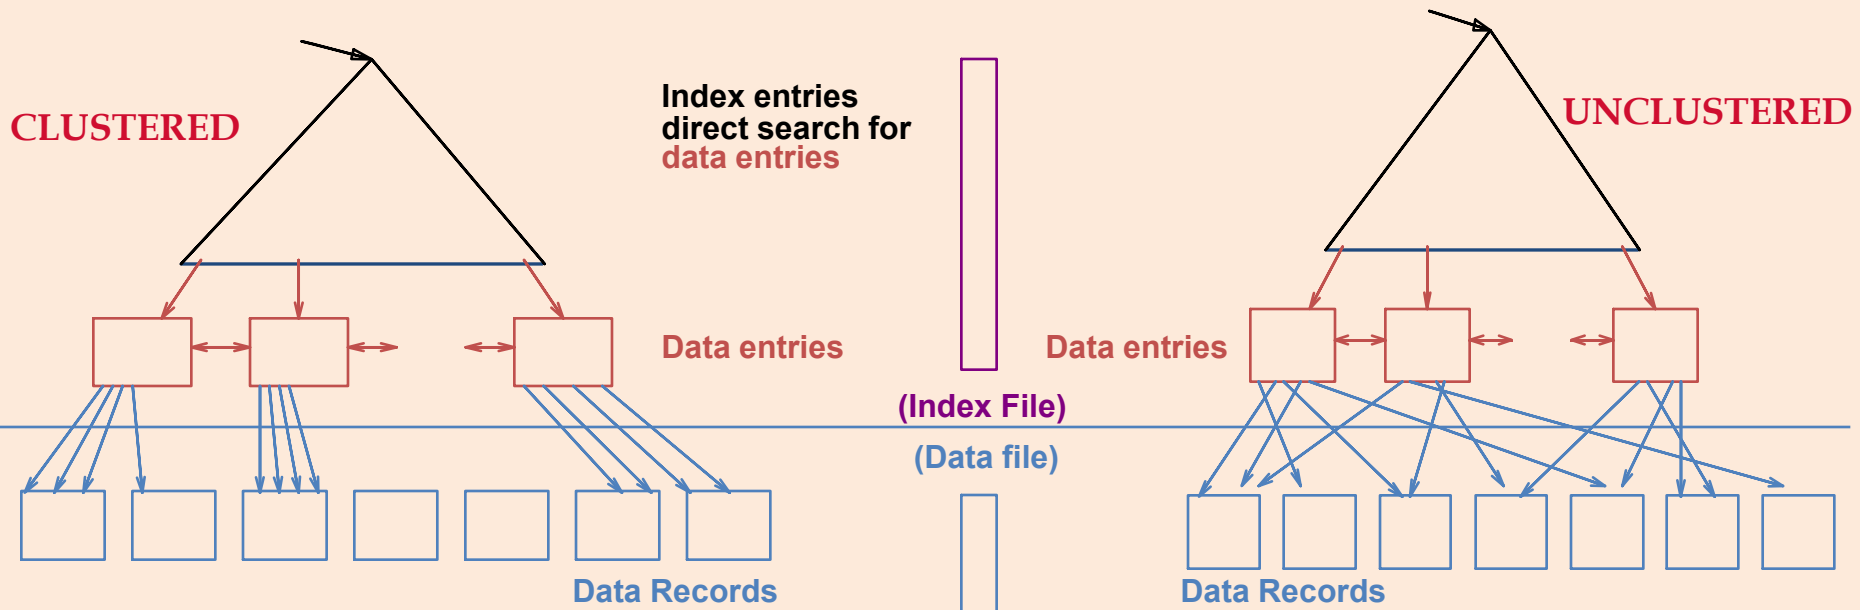 CLUSTERED
Index entries
direct search for
data entries
UNCLUSTERED
Data entries
Data entries
(Index File)
(Data file)
Data Records
Data Records